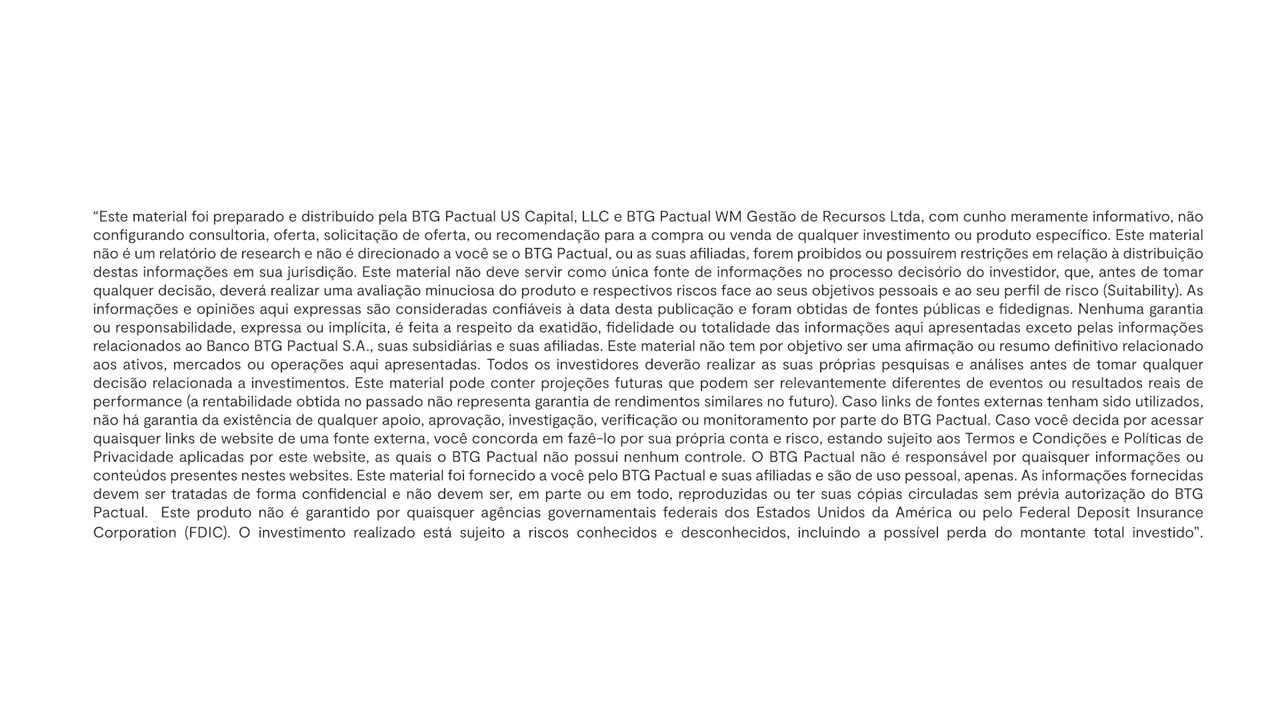 “Este material foi preparado e distribuído pela BTG Pactual US Capital, LLC e BTG Pactual WM Gestão de Recursos Ltda, com cunho meramente informativo, não
configurando consultoria, oferta, solicitação de oferta, ou recomendação para a compra ou venda de qualquer investimento ou produto específico. Este material
não é um relatório de research e não é direcionado a você se o BTG Pactual, ou as suas afiliadas, forem proibidos ou possuírem restrições em relação à distribuição
destas informações em sua jurisdição. Este material não deve servir como única fonte de informações no processo decisório do investidor, que, antes de tomar
qualquer decisão, deverá realizar uma avaliação minuciosa do produto e respectivos riscos face ao seus objetivos pessoais e ao seu perfil de risco (Suitability). As
informações e opiniões aqui expressas são consideradas confiáveis à data desta publicação e foram obtidas de fontes públicas e fidedignas. Nenhuma garantia
ou responsabilidade, expressa ou implícita, é feita a respeito da exatidão, fidelidade ou totalidade das informações aqui apresentadas exceto pelas informações
relacionados ao Banco BTG Pactual S.A., suas subsidiárias e suas afiliadas. Este material não tem por objetivo ser uma afirmação ou resumo definitivo relacionado
aos ativos, mercados ou operações aqui apresentadas. Todos os investidores deverão realizar as suas próprias pesquisas e análises antes de tomar qualquer
decisão relacionada a investimentos. Este material pode conter projeções futuras que podem ser relevantemente diferentes de eventos ou resultados reais de
performance (a rentabilidade obtida no passado não representa garantia de rendimentos similares no futuro). Caso links de fontes externas tenham sido utilizados,
não há garantia da existência de qualquer apoio, aprovação, investigação, verificação ou monitoramento por parte do BTG Pactual. Caso você decida por acessar
quaisquer links de website de uma fonte externa, você concorda em fazê-lo por sua própria conta e risco, estando sujeito aos Termos e Condições e Políticas de
Privacidade aplicadas por este website, as quais o BTG Pactual não possui nenhum controle. O BTG Pactual não é responsável por quaisquer informações ou
conteúdos presentes nestes websites. Este material foi fornecido a você pelo BTG Pactual e suas afiliadas e são de uso pessoal, apenas. As informações fornecidas
devem ser tratadas de forma confidencial e não devem ser, em parte ou em todo, reproduzidas ou ter suas cópias circuladas sem prévia autorização do BTG
Pactual.  Este produto não é garantido por quaisquer agências governamentais federais dos Estados Unidos da América ou pelo Federal Deposit Insurance
Corporation (FDIC). O investimento realizado está sujeito a riscos conhecidos e desconhecidos, incluindo a possível perda do montante total investido”.